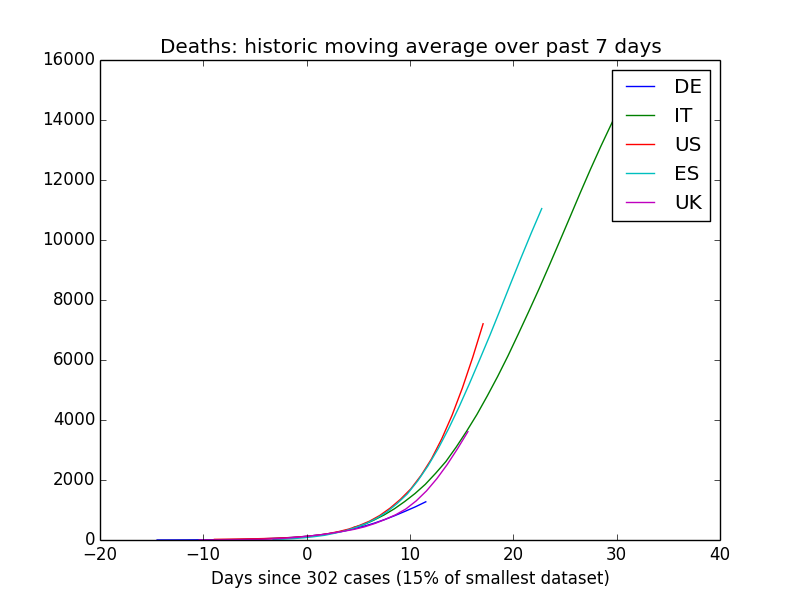 Deaths: historic moving average over past 7 days
16000
14000
12000
10000
8000
6000
4000
2000
0
DE
IT
US
ES
UK
−20 −10 0 10 20 30 40
Days since 302 cases (15% of smallest dataset)